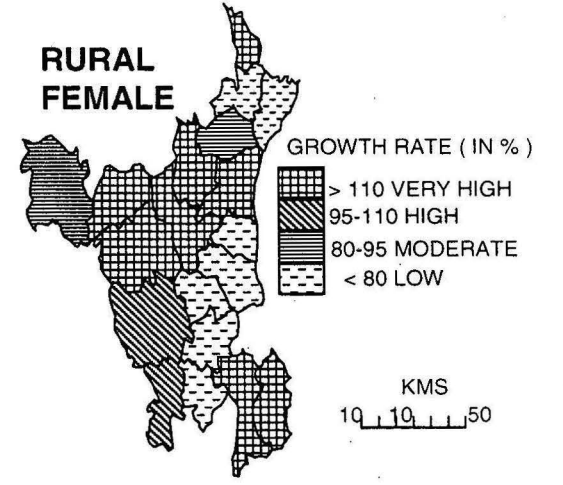 RURAL
FEMALE
GROWTH RATE ( IN % )
> 110 VERY HIGH
95-110 HIGH
80-95 MODERATE
< 80 LOW
KMS
10 10 50